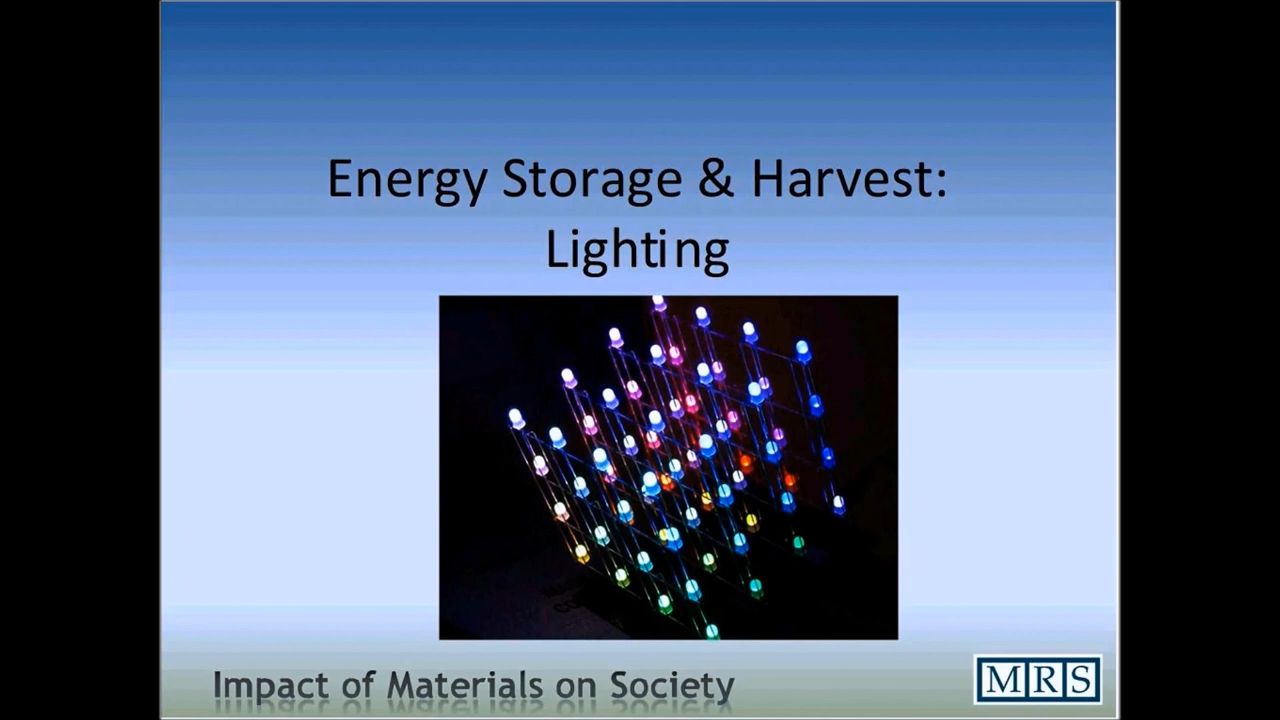 Energy Storage & Harvest:
Lighting
Impact of Materials on Society
MRS